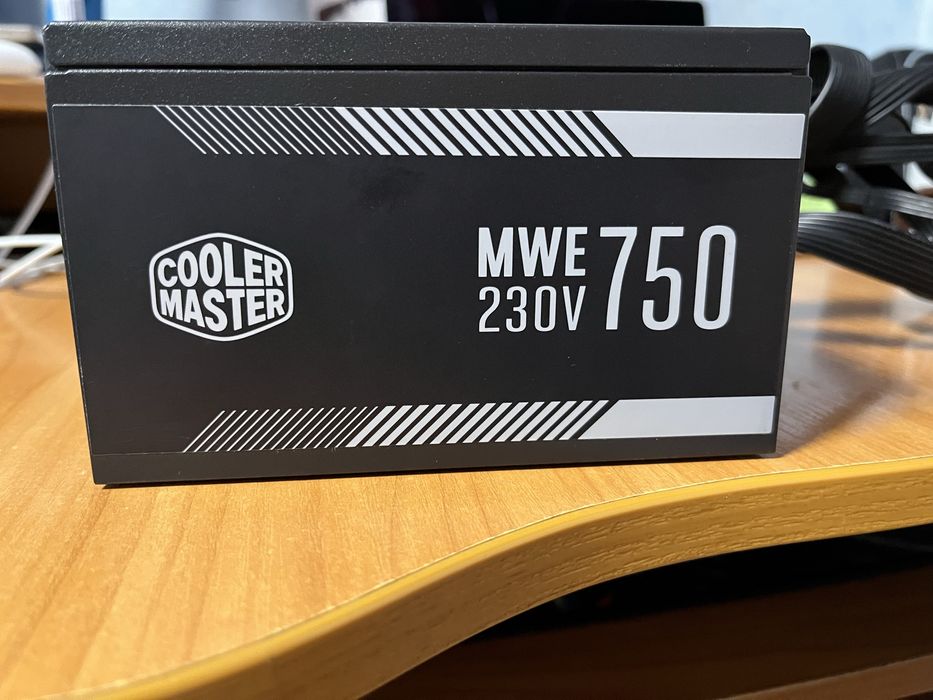 COOLER
MASTER
MWE
230V
750